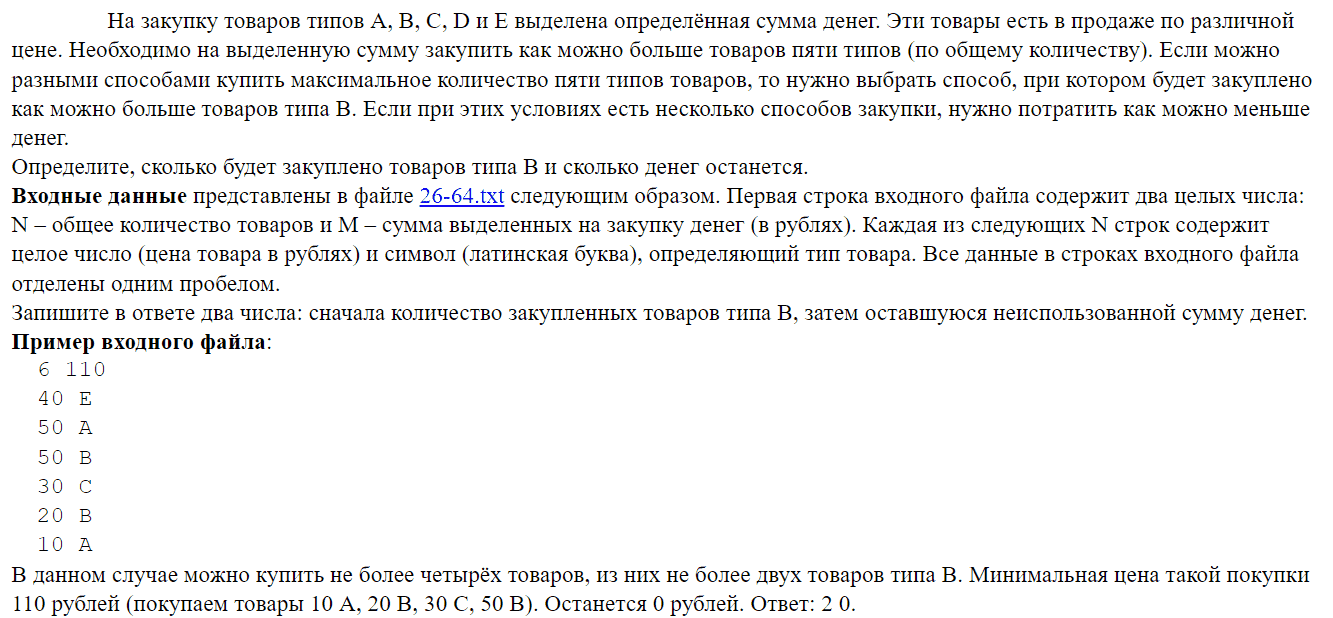 На закупку товаров типов A, B, C, D и E выделена определённая сумма денег. Эти товары есть в продаже по различной
цене. Необходимо на выделенную сумму закупить как можно больше товаров пяти типов (по общему количеству). Если можно
разными способами купить максимальное количество пяти типов товаров, то нужно выбрать способ, при котором будет закуплено
как можно больше товаров типа B. Если при этих условиях есть несколько способов закупки, нужно потратить как можно меньше
денег.
Определите, сколько будет закуплено товаров типа B и сколько денег останется.
Входные данные представлены в файле 26-64.txt следующим образом. Первая строка входного файла содержит два целых числа:
N – общее количество товаров и M – сумма выделенных на закупку денег (в рублях). Каждая из следующих N строк содержит
целое число (цена товара в рублях) и символ (латинская буква), определяющий тип товара. Все данные в строках входного файла
отделены одним пробелом.
Запишите в ответе два числа: сначала количество закупленных товаров типа B, затем оставшуюся неиспользованной сумму денег.
Пример входного файла:
6 110
40 E
50 A
50 B
30 C
20 B
10 A
В данном случае можно купить не более четырёх товаров, из них не более двух товаров типа B. Минимальная цена такой покупки
110 рублей (покупаем товары 10 A, 20 B, 30 C, 50 B). Останется 0 рублей. Ответ: 2 0.